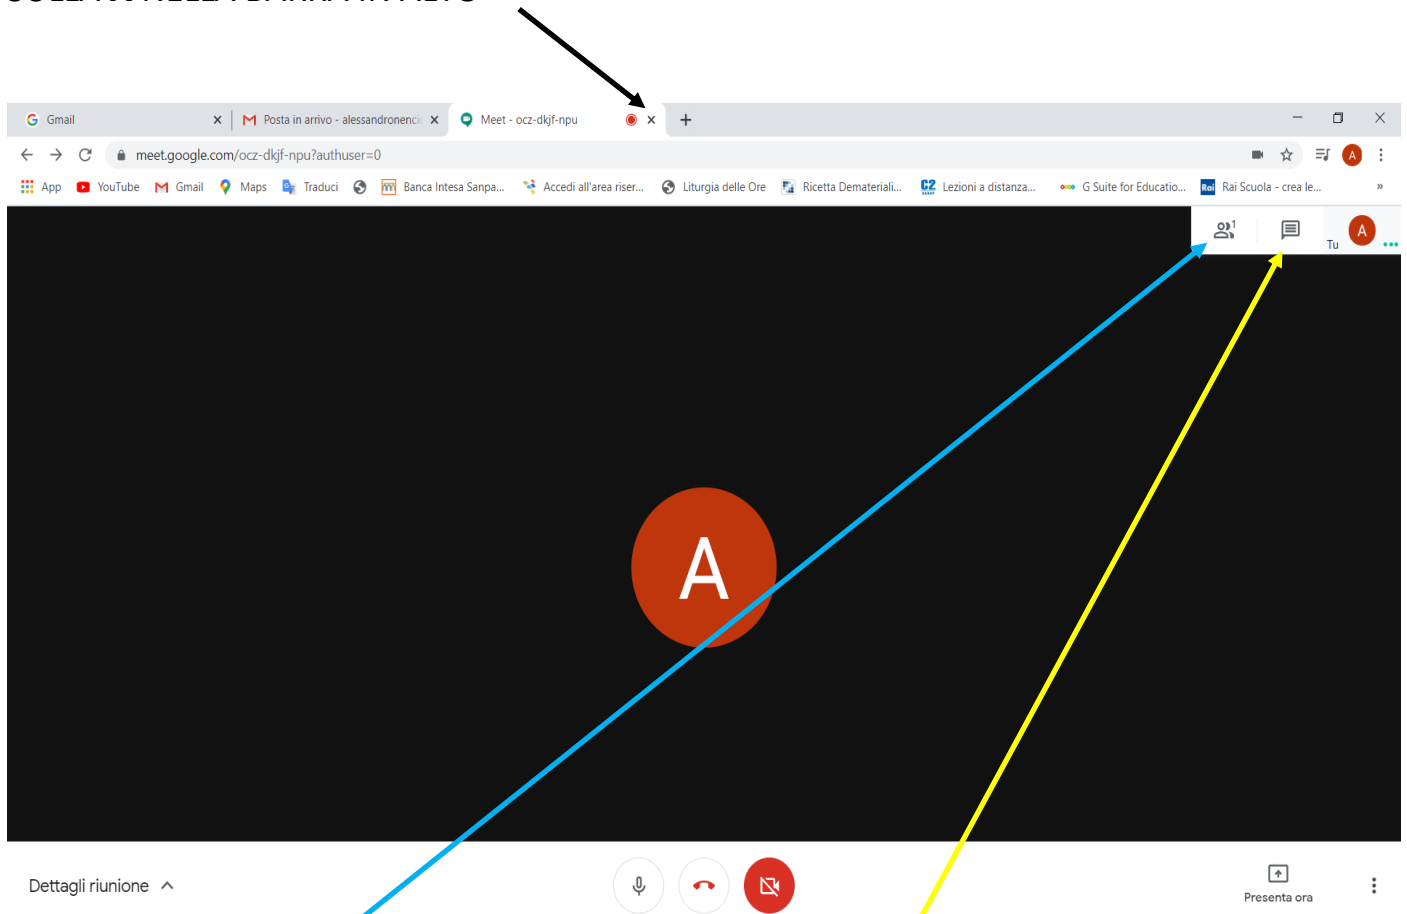 Gmail Posta in arrivo - alessandronenci Meet - ocz-dkjf-npu
meet.google.com/ocz-dkjf-npu?authuser=0 A
App YouTube Gmail Maps Traduci Banca Intesa Sanpa... Accedi all'area riser... Liturgia delle Ore Ricetta Demateriali... C2 Lezioni a distanza... G Suite for Educatio... Rai Rai Scuola - crea le... »
1 Tu A
A
Dettagli riunione
Presenta ora